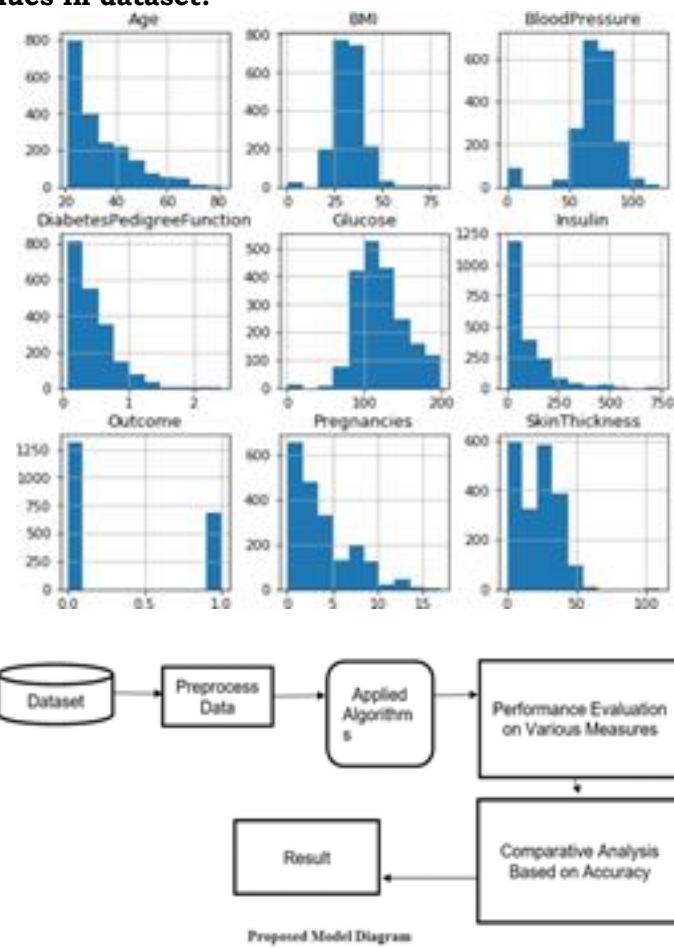 ues in dataset.
Age BMI BloodPressure
800 600 400 200 0
20 40 60 80
800 600 400 200 0
0 25 50 75
600 400 200 0
0 50 100
DiabetesPedigreeFunction Glucose Insulin
800 600 400 200 0
0 1 2
500 400 300 200 100 0
0 100 200
1250 1000 750 500 250 0
0 250 500 750
Outcome Pregnancies SkinThickness
1250 1000 750 500 250 0
0.0 0.5 1.0
600 400 200 0
0 5 10 15
600 400 200 0
0 50 100
Dataset
Preprocess
Data
Applied
Algorithm
s
Performance Evaluation
on Various Measures
Comparative Analysis
Based on Accuracy
Result
Proposed Model Diagram